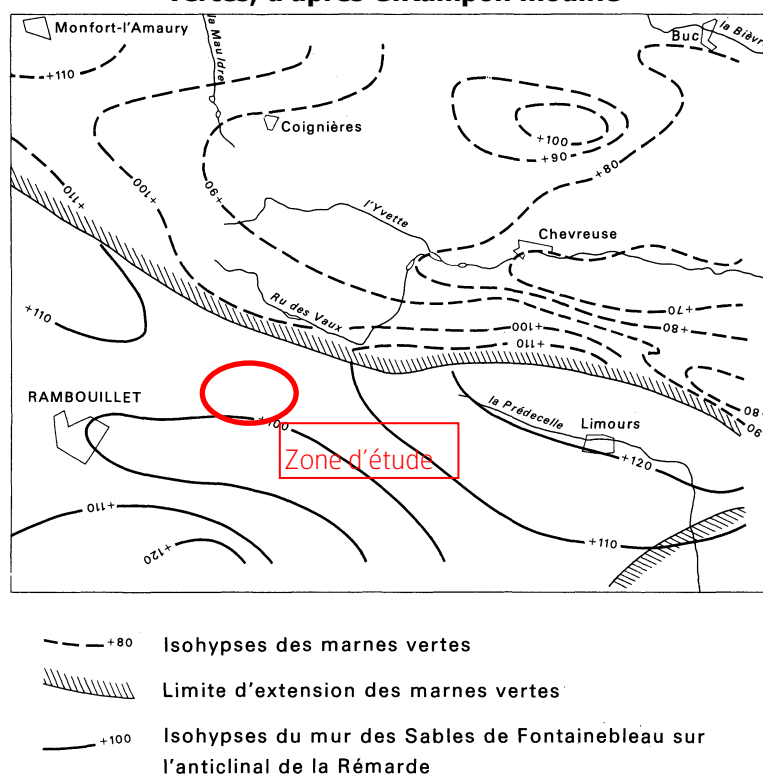 Monfort-l'Amaury
la Mauldre
Buc
la Bièvr
+110
Coignières
+100
+90
+80
+110
+100
+90
l'Yvette
Chevreuse
+70
+80
+110
Ru des Vaux
+100
+110
RAMBOUILLET
+100
la Prédecelle
Limours
+80
+90
Zone d'étude
+120
+110
+110
+120
+80 Isohypses des marnes vertes
Limite d'extension des marnes vertes
+100 Isohypses du mur des Sables de Fontainebleau sur
l'anticlinal de la Rémarde